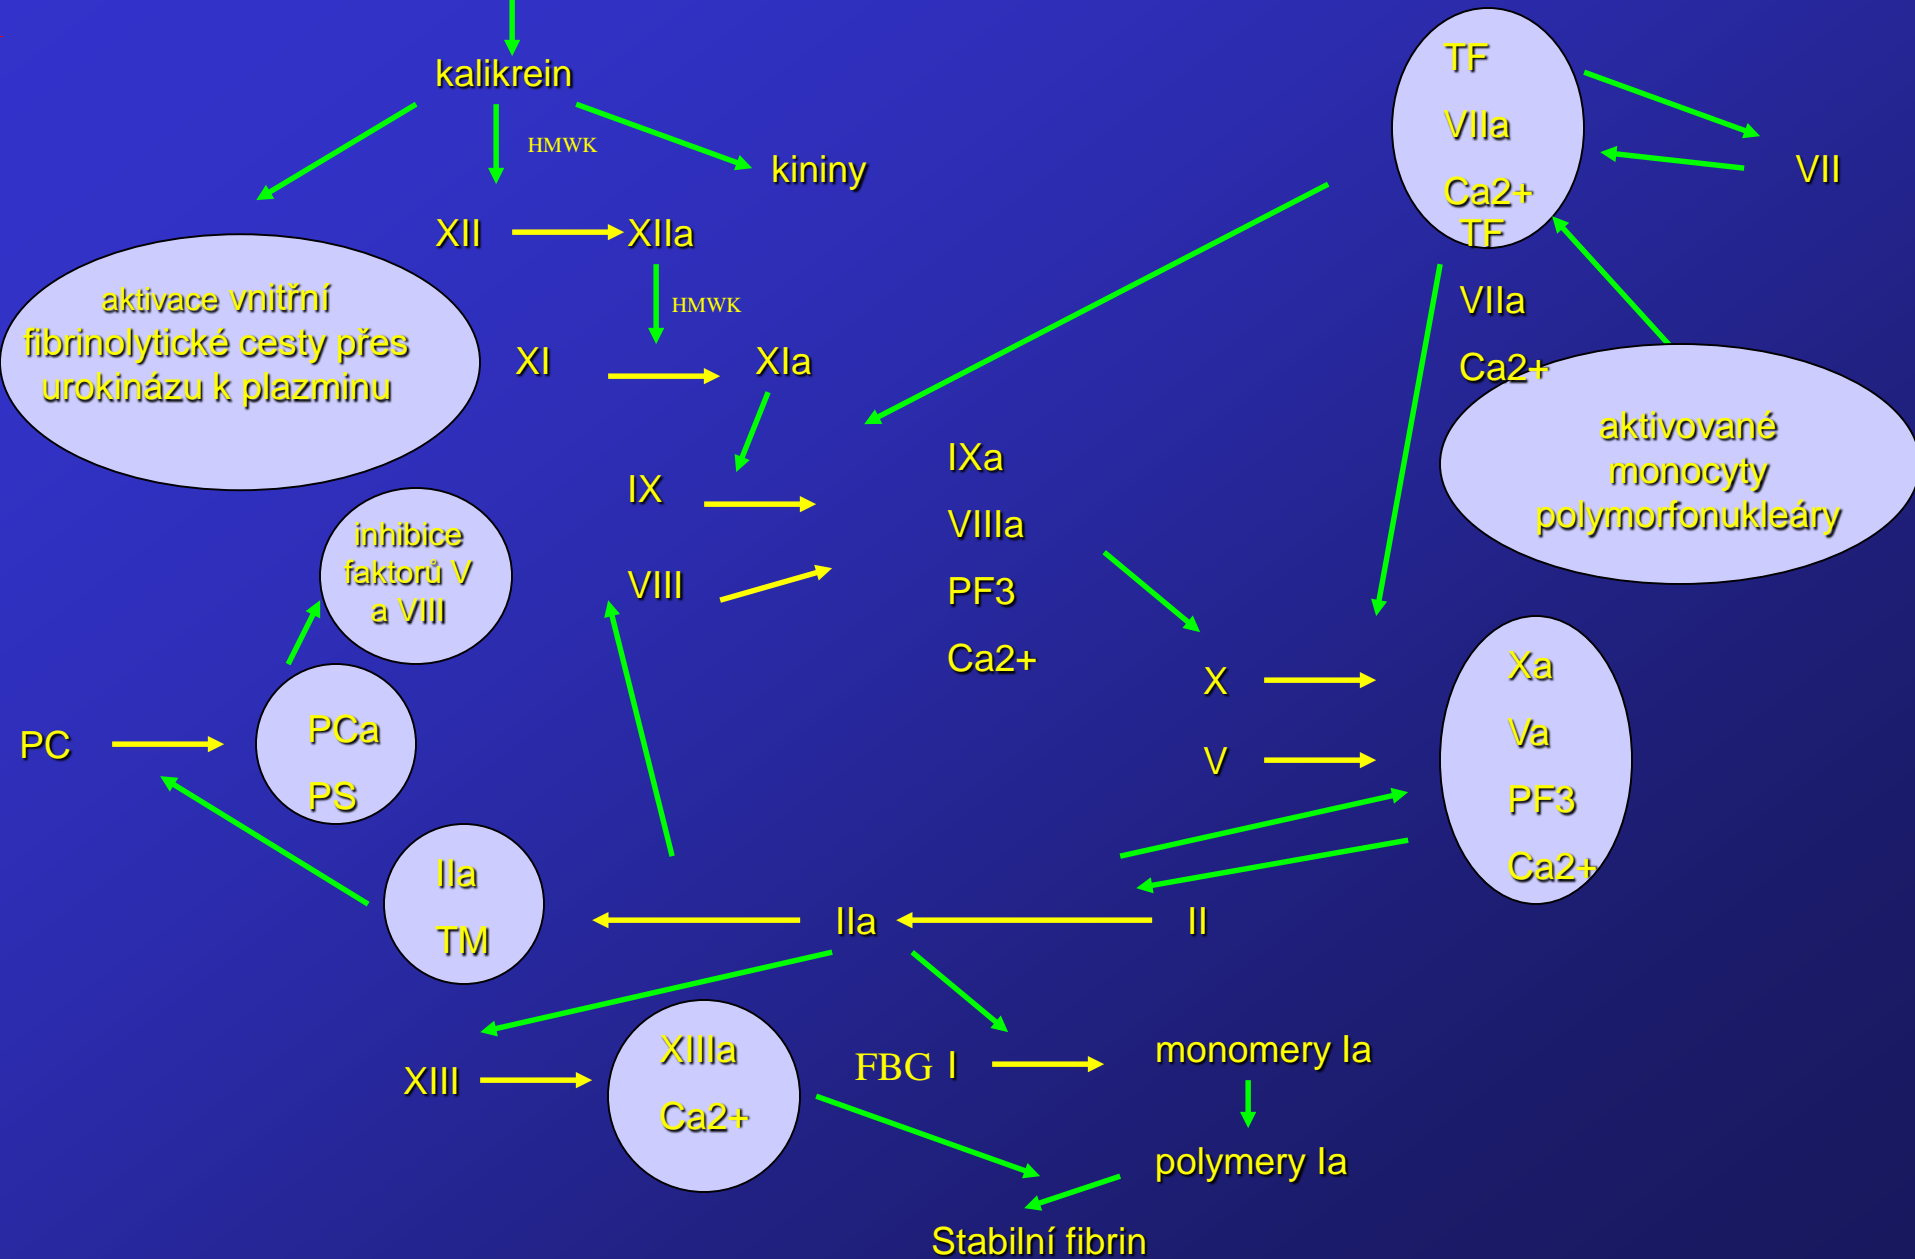 kalikrein
HMWK
kininy
XII
XIIa
HMWK
XI
XIa
aktivace vnitřní
fibrinolytické cesty přes
urokinázu k plazminu
TF
VIIa
Ca2+
VII
TF
VIIa
Ca2+
aktivované
monocyty
polymorfonukleáry
IX
VIII
IXa
VIIIa
PF3
Ca2+
inhibice
faktorů V
a VIII
X
V
Xa
Va
PF3
Ca2+
PC
PCa
PS
IIa
TM
IIa
II
XIII
XIIIa
Ca2+
FBG I
monomery Ia
polymery Ia
Stabilní fibrin